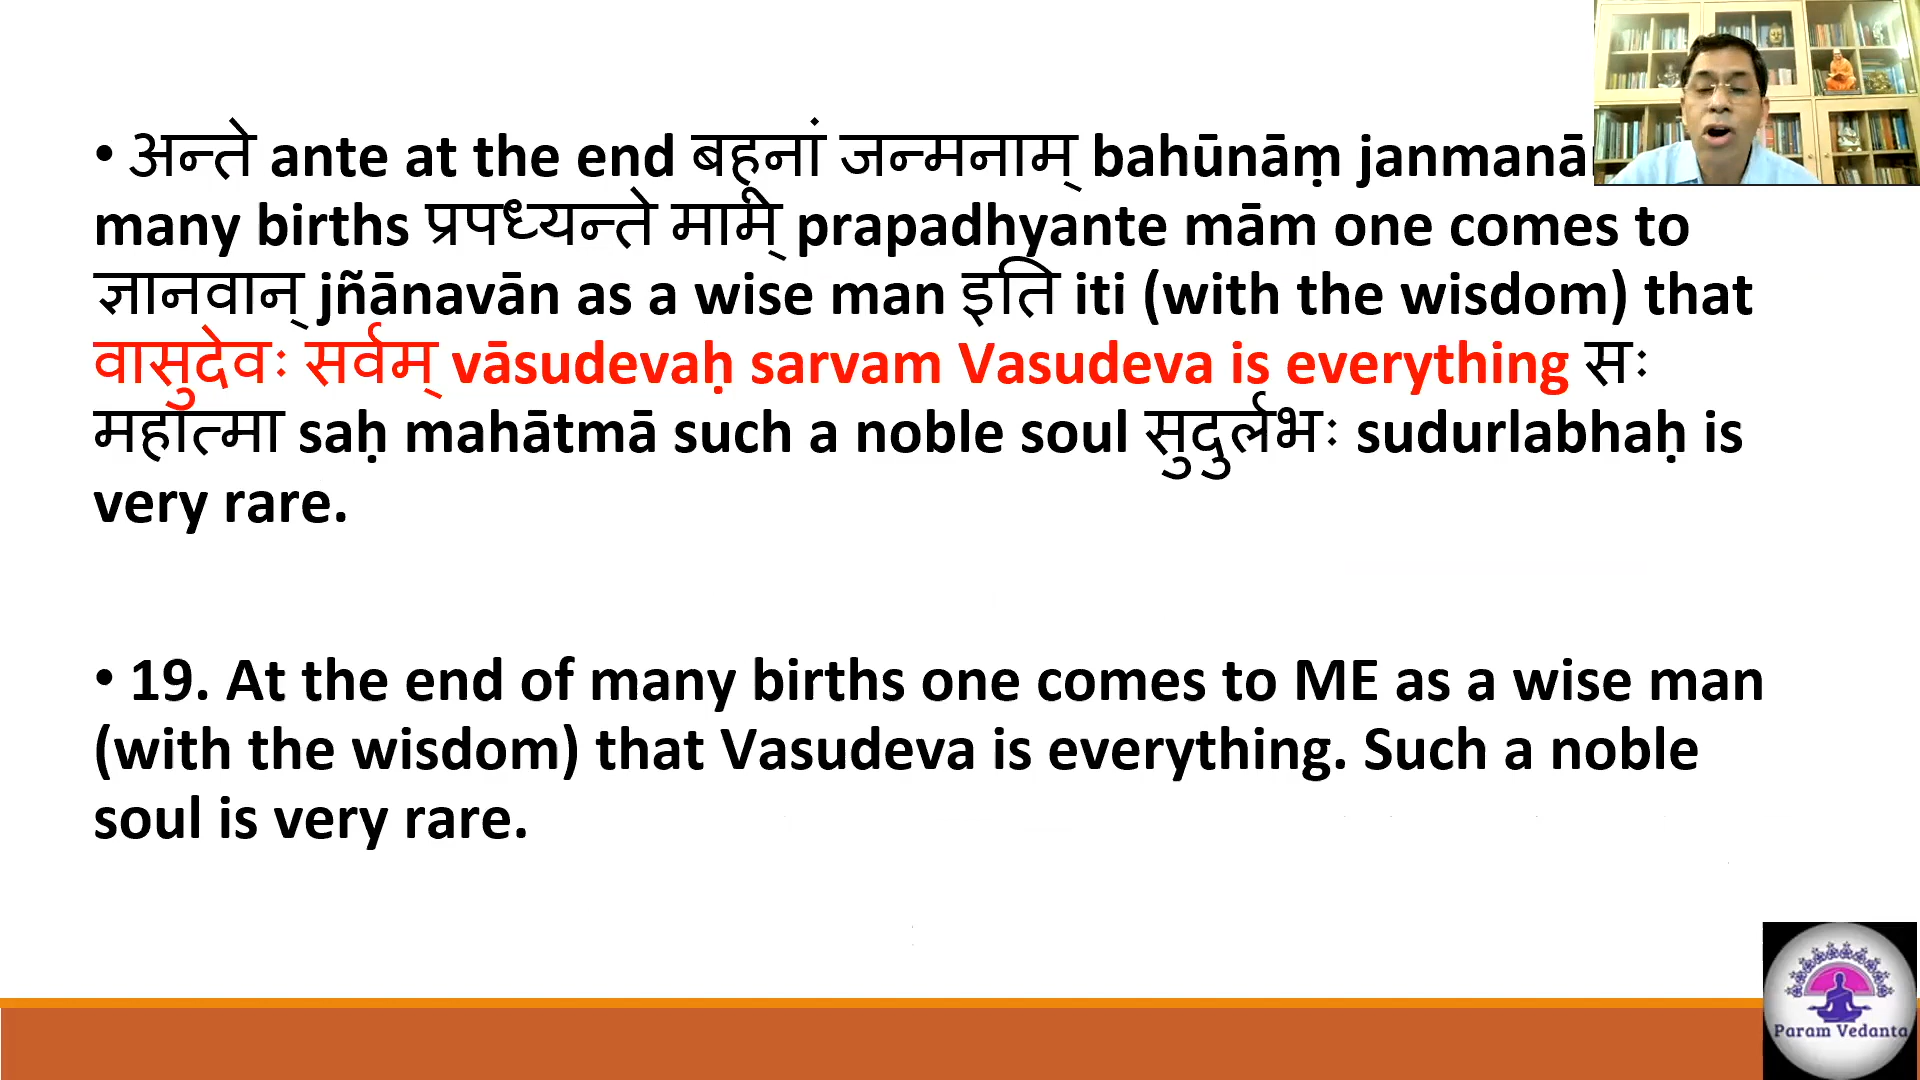 • अन्ते ante at the end बहूनां जन्मनाम् bahūnāṃ janmanā
many births प्रपध्यन्ते माम् prapadhyante mām one comes to
ज्ञानवान् jñānavān as a wise man इति iti (with the wisdom) that
वासुदेवः सर्वम् vāsudevaḥ sarvam Vasudeva is everything सः
महात्मा saḥ mahātmā such a noble soul सुदुर्लभः sudurlabhaḥ is
very rare.
• 19. At the end of many births one comes to ME as a wise man
(with the wisdom) that Vasudeva is everything. Such a noble
soul is very rare.
Param Vedanta